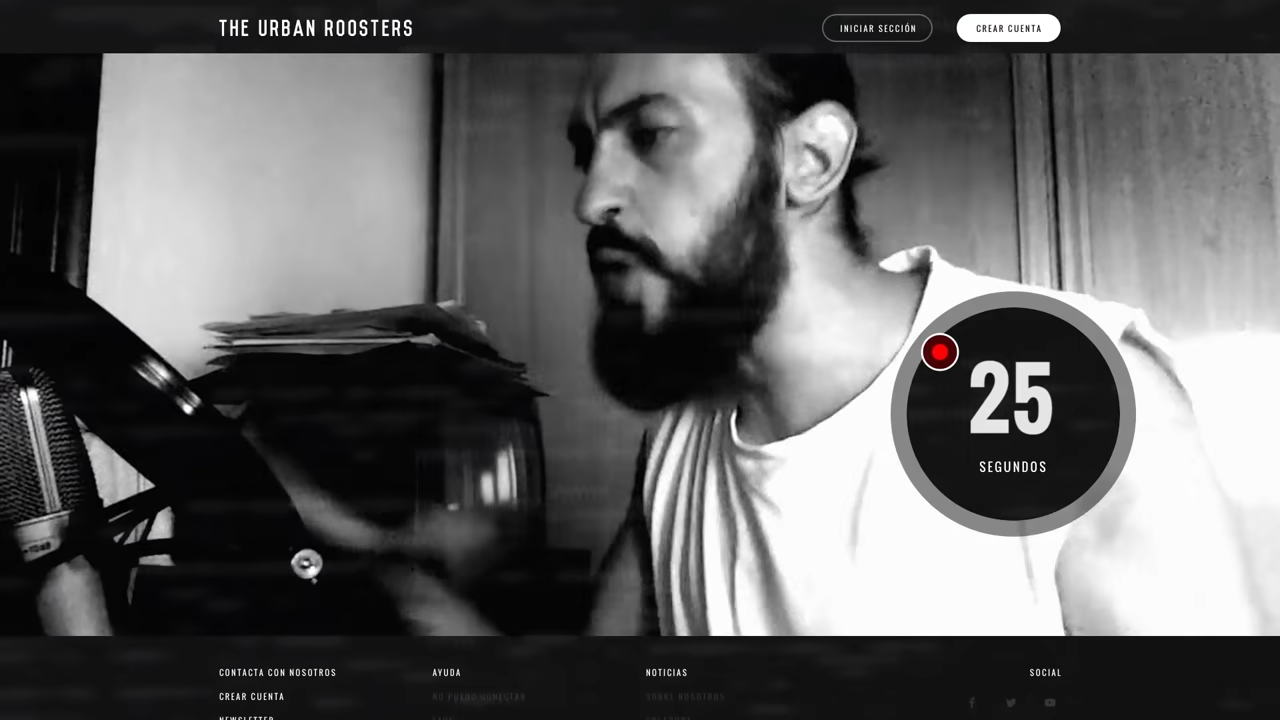 THE URBAN ROOSTERS
INICIAR SECCIÓN
CREAR CUENTA
25
SEGUNDOS
CONTACTA CON NOSOTROS
AYUDA
NOTICIAS
SOCIAL
CREAR CUENTA
NO PUEDO CONECTAR
SOBRE NOSOTROS
NEWSLETTER